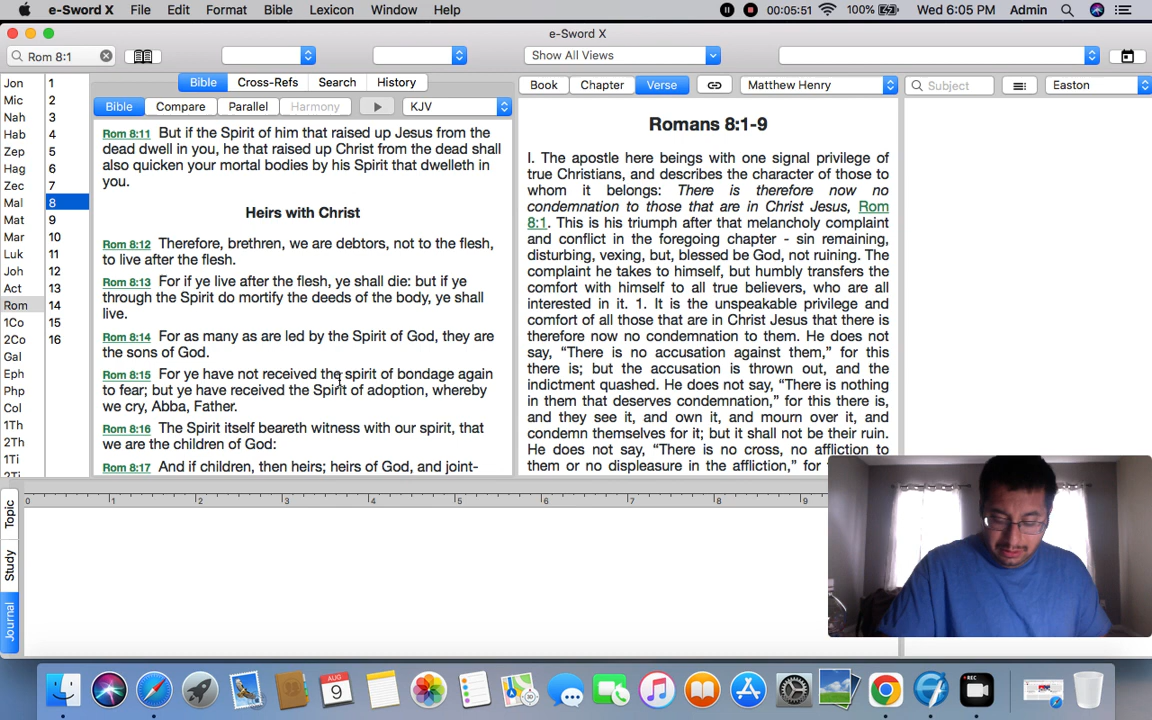 e-Sword X File Edit Format Bible Lexicon Window Help 00:05:51 100% Wed 6:05 PM Admin
e-Sword X
Rom 8:1 Show All Views
Bible Cross-Refs Search History
Book Chapter Verse Matthew Henry Subject Easton
Bible Compare Parallel Harmony KJV
Jon
Mic
Nah
Hab
Zep
Hag
Zec
Mal
Mat
Mar
Luk
Joh
Act
Rom
1Co
2Co
Gal
Eph
Php
Col
1Th
2Th
1Ti
2Ti
1
2
3
4
5
6
7
8
9
10
11
12
13
14
15
16
Rom 8:11 But if the Spirit of him that raised up Jesus from the
dead dwell in you, he that raised up Christ from the dead shall
also quicken your mortal bodies by his Spirit that dwelleth in
you.
Heirs with Christ
Rom 8:12 Therefore, brethren, we are debtors, not to the flesh,
to live after the flesh.
Rom 8:13 For if ye live after the flesh, ye shall die: but if ye
through the Spirit do mortify the deeds of the body, ye shall
live.
Rom 8:14 For as many as are led by the Spirit of God, they are
the sons of God.
Rom 8:15 For ye have not received the spirit of bondage again
to fear; but ye have received the Spirit of adoption, whereby
we cry, Abba, Father.
Rom 8:16 The Spirit itself beareth witness with our spirit, that
we are the children of God:
Rom 8:17 And if children, then heirs; heirs of God, and joint-
Romans 8:1-9
I. The apostle here beings with one signal privilege of
true Christians, and describes the character of those to
whom it belongs: There is therefore now no
condemnation to those that are in Christ Jesus, Rom
8:1. This is his triumph after that melancholy complaint
and conflict in the foregoing chapter - sin remaining,
disturbing, vexing, but, blessed be God, not ruining. The
complaint he takes to himself, but humbly transfers the
comfort with himself to all true believers, who are all
interested in it. 1. It is the unspeakable privilege and
comfort of all those that are in Christ Jesus that there is
therefore now no condemnation to them. He does not
say, “There is no accusation against them,” for this
there is; but the accusation is thrown out, and the
indictment quashed. He does not say, “There is nothing
in them that deserves condemnation,” for this there is,
and they see it, and own it, and mourn over it, and
condemn themselves for it; but it shall not be their ruin.
He does not say, “There is no cross, no affliction to
them or no displeasure in the affliction,” for
0 1 2 3 4 5 6 7 8 9
Topic
Study
Journal
AUG
9
REC